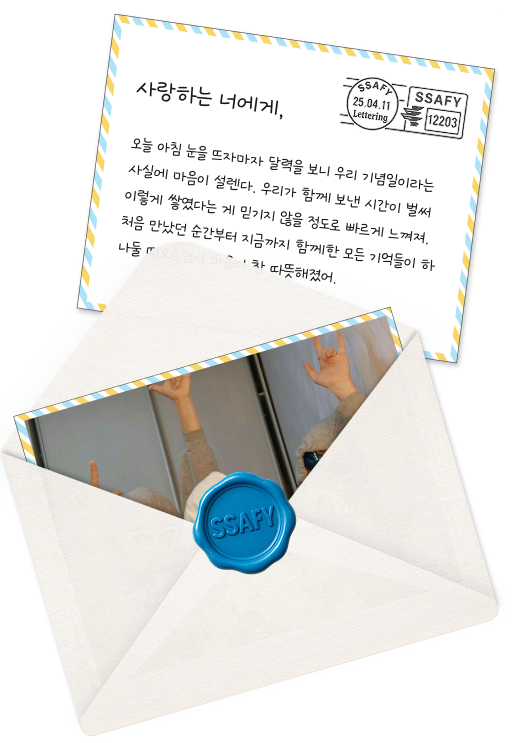 사랑하는 너에게,
SSAFY
25.04.11
Lettering
SSAFY
12203
오늘 아침 눈을 뜨자마자 달력을 보니 우리 기념일이라는
사실에 마음이 설렌다. 우리가 함께 보낸 시간이 벌써
이렇게 쌓였다는 게 믿기지 않을 정도로 빠르게 느껴져.
처음 만났던 순간부터 지금까지 함께한 모든 기억들이 하
나둘 참 따뜻해졌어.
SSAFY